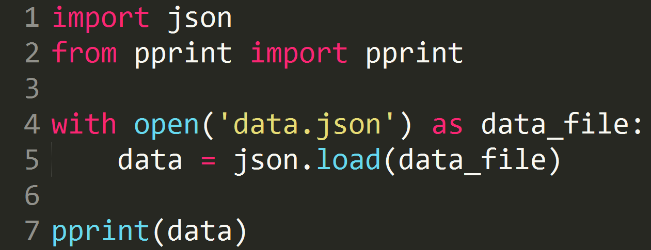 1 import json
2 from pprint import pprint
3
4 with open('data.json') as data_file:
5     data = json.load(data_file)
6
7 pprint(data)